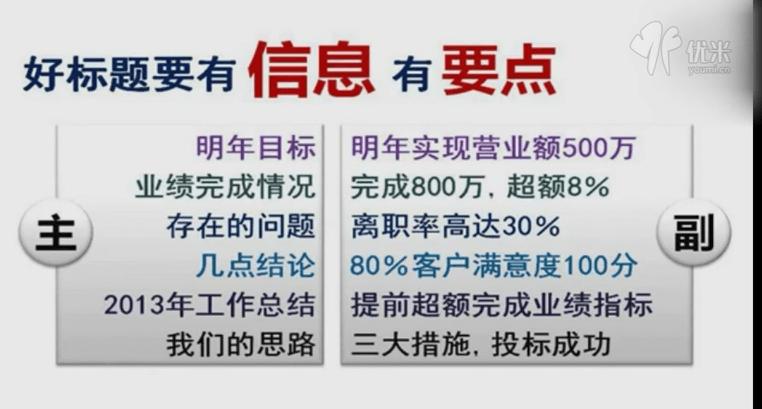 好标题要有信息有要点
优米
youmi.cn
主
明年目标 明年实现营业额500万
业绩完成情况 完成800万，超额8%
存在的问题 离职率高达30%
几点结论 80%客户满意度100分
2013年工作总结 提前超额完成业绩指标
我们的思路 三大措施，投标成功
副